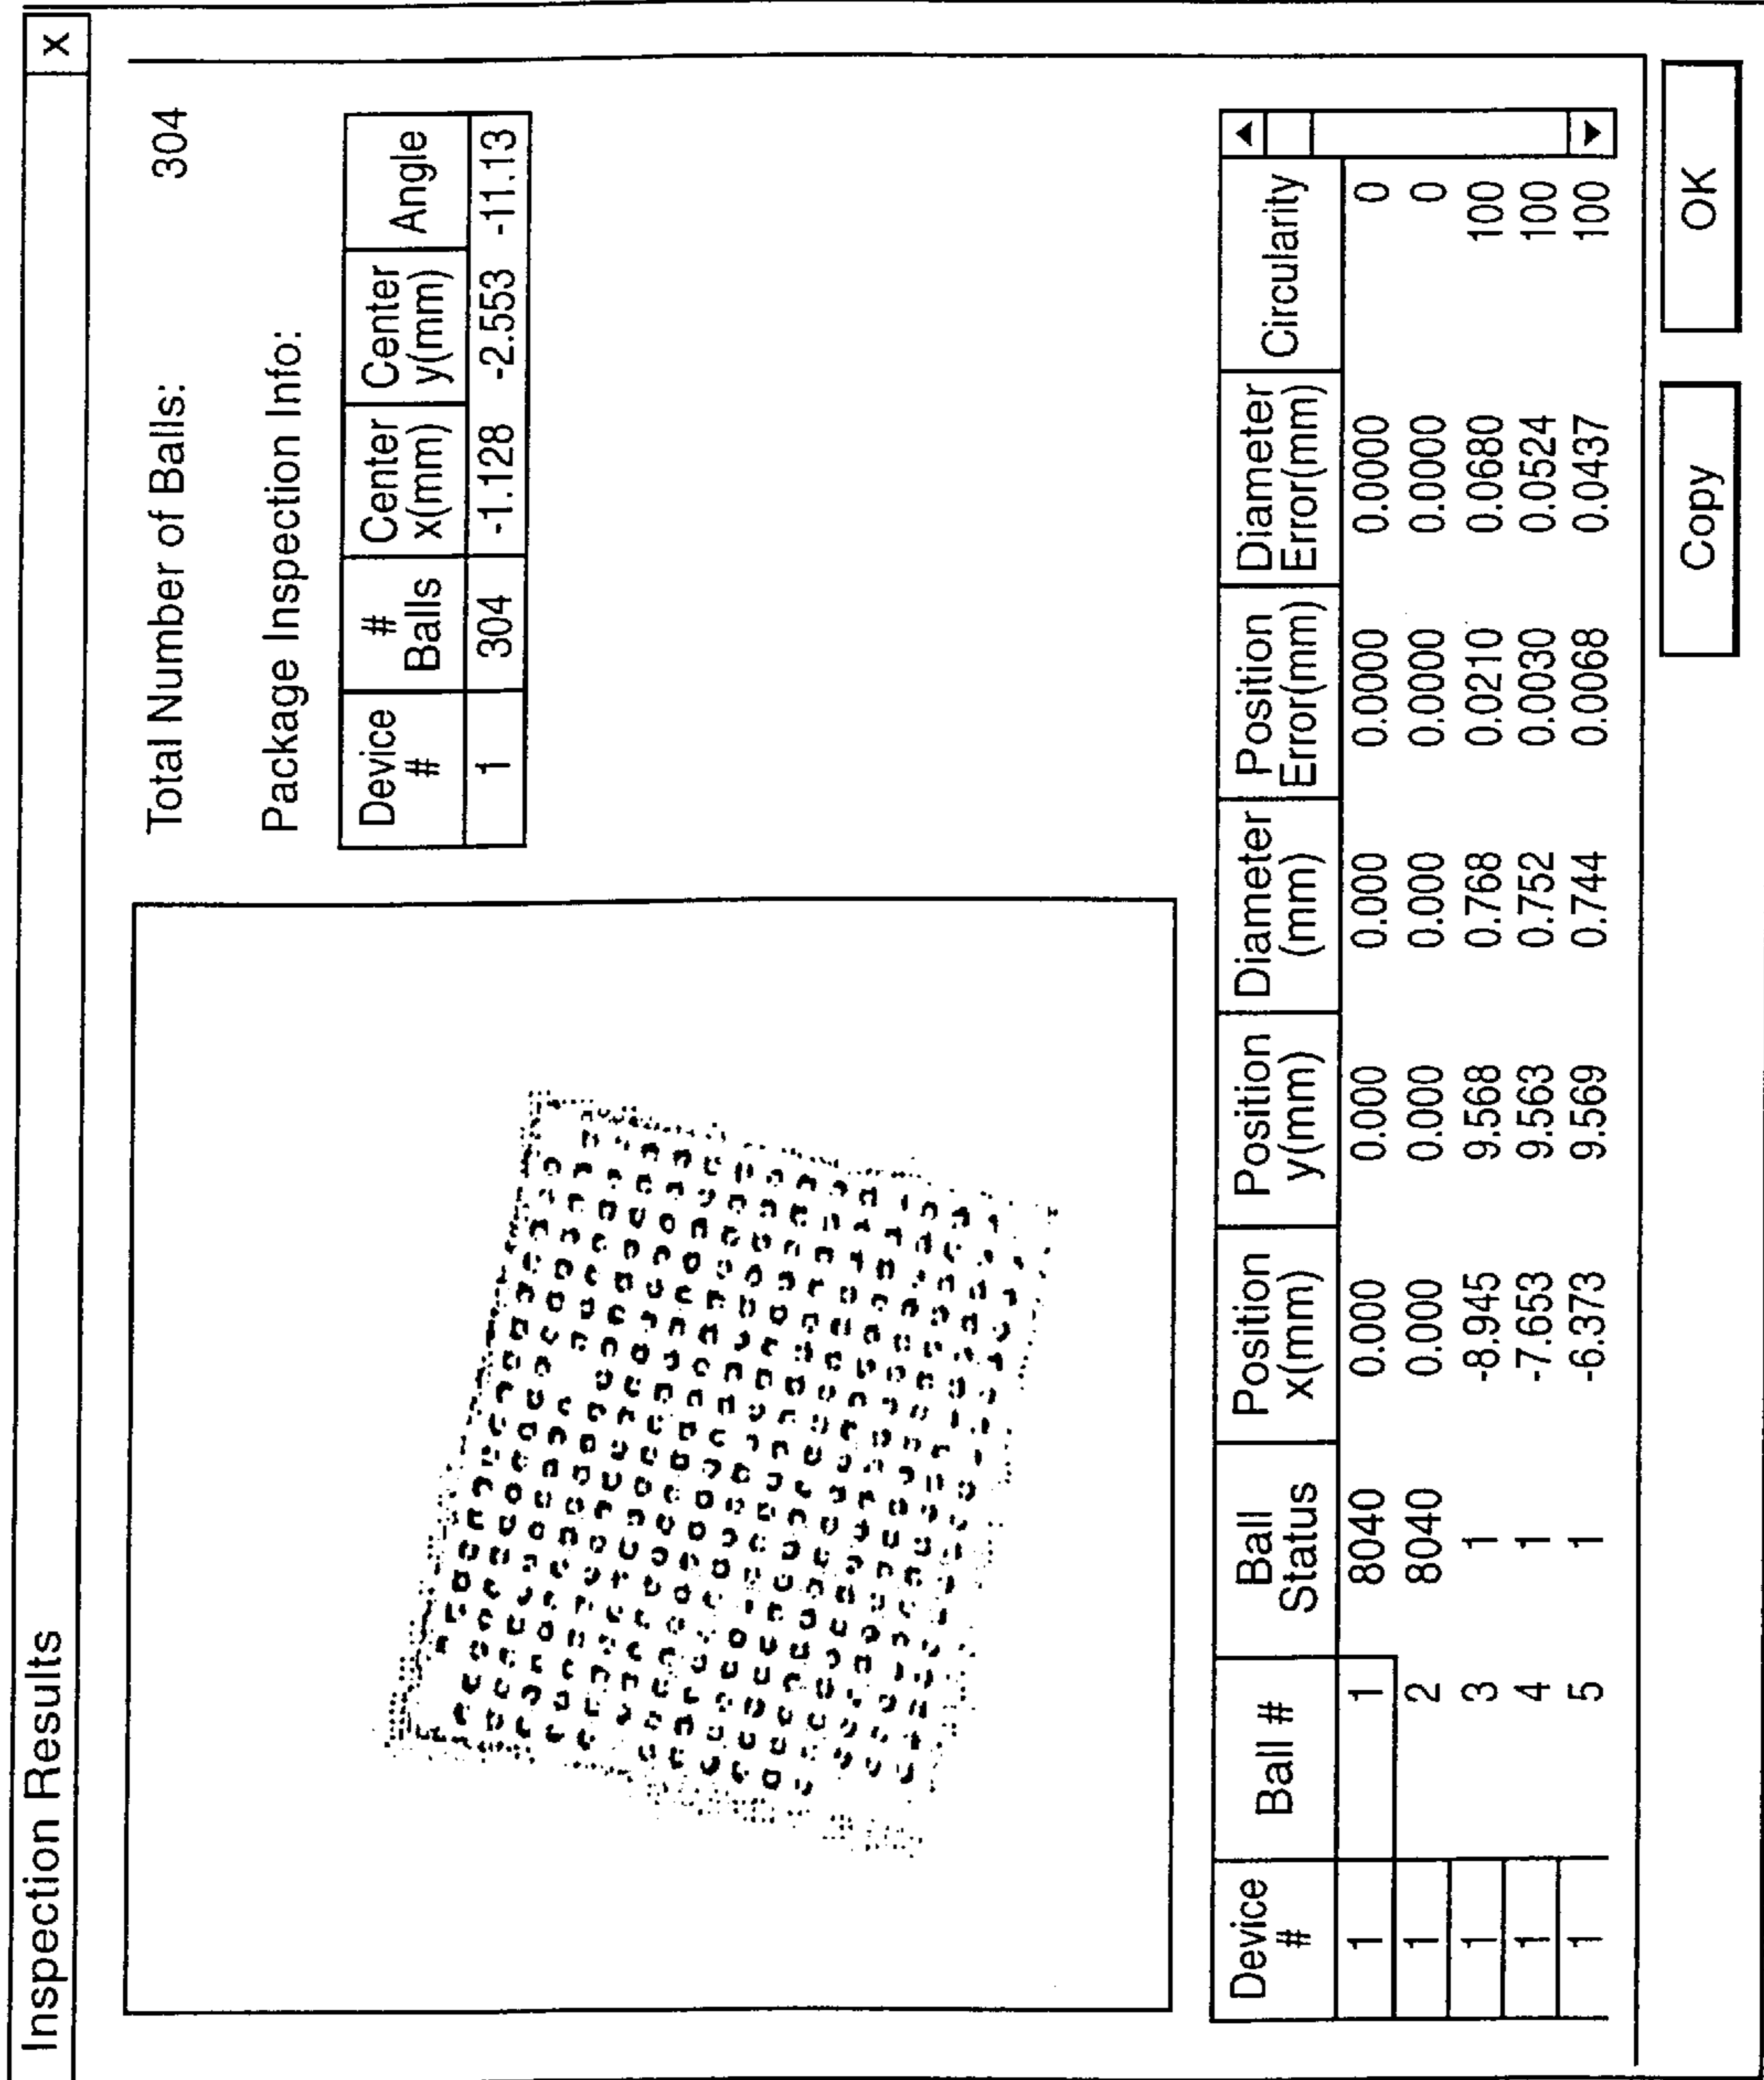 Inspection Results X
Total Number of Balls: 304
Package Inspection Info:
Device # # Balls Center x(mm) Center y(mm) Angle
1 304 -1.128 -2.553 -11.13
Device # Ball # Ball Status Position x(mm) Position y(mm) Diameter (mm) Position Error(mm) Diameter Error(mm) Circularity
1 1 8040 0.000 0.000 0.000 0.0000 0.0000 0
1 2 8040 0.000 0.000 0.000 0.0000 0.0000 0
1 3 1 -8.945 9.568 0.768 0.0210 0.0680 100
1 4 1 -7.653 9.563 0.752 0.0030 0.0524 100
1 5 1 -6.373 9.569 0.744 0.0068 0.0437 100
Copy OK